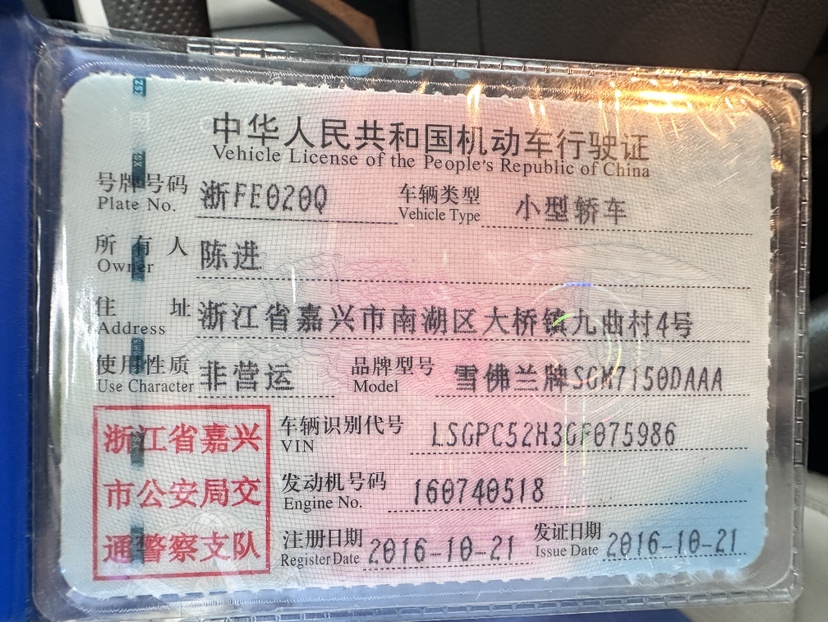 中华人民共和国机动车行驶证
Vehicle License of the People's Republic of China
号牌号码 浙FE020Q 车辆类型 小型轿车
Plate No. Vehicle Type
所有人 陈进
Owner
住址 浙江省嘉兴市南湖区大桥镇九曲村4号
Address
使用性质 非营运 品牌型号 雪佛兰牌SGM7150DAAA
Use Character Model
浙江省嘉兴
市公安局交
通警察支队
车辆识别代号 LSGPC52H3GF075986
VIN
发动机号码 160740518
Engine No.
注册日期 2016-10-21 发证日期 2016-10-21
Register Date Issue Date